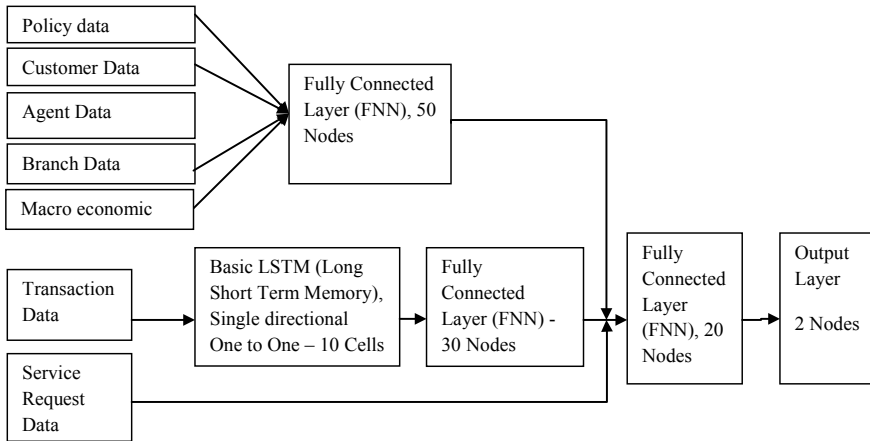 Policy data
Customer Data
Agent Data
Branch Data
Macro economic
Fully Connected
Layer (FNN), 50
Nodes
Transaction
Data
Basic LSTM (Long
Short Term Memory),
Single directional
One to One – 10 Cells
Fully
Connected
Layer (FNN) -
30 Nodes
Service
Request
Data
Fully
Connected
Layer
(FNN), 20
Nodes
Output
Layer
2 Nodes